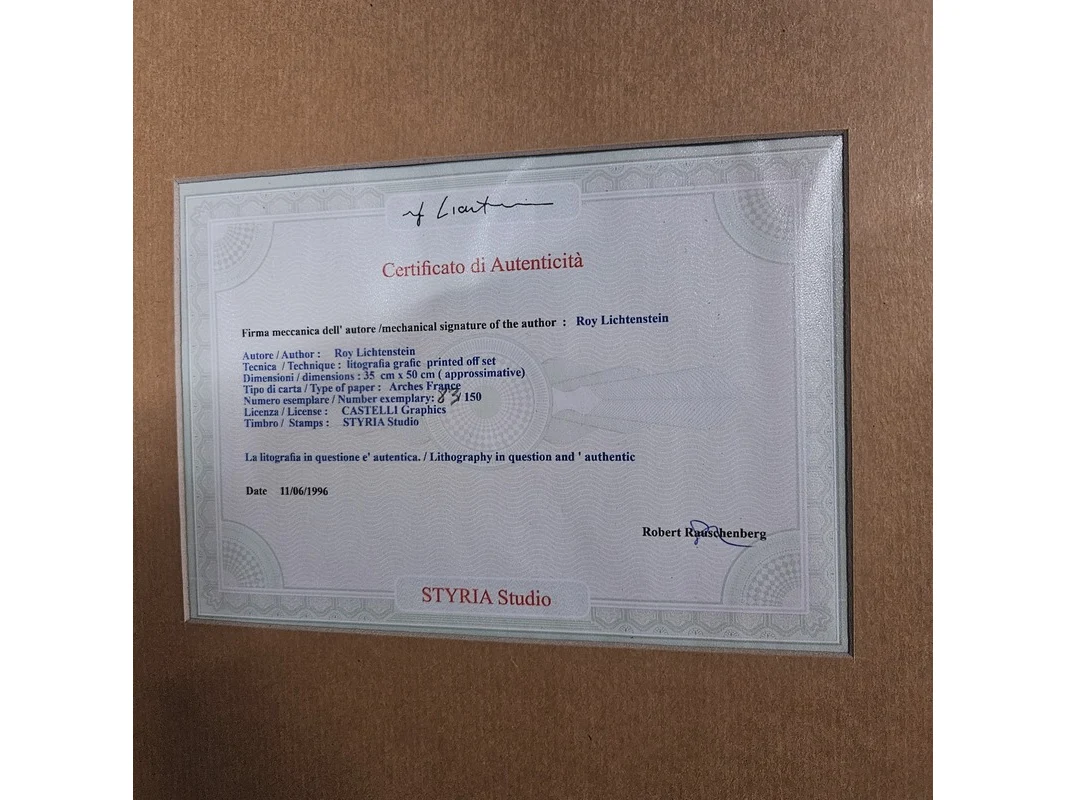 rf Lichtenstein
Certificato di Autenticità
Firma meccanica dell' autore /mechanical signature of the author : Roy Lichtenstein
Autore / Author : Roy Lichtenstein
Tecnica / Technique : litografia grafic printed off set
Dimensioni / dimensions : 35 cm x 50 cm ( approssimative)
Tipo di carta / Type of paper : Arches France
Numero esemplare / Number exemplary: 83 / 150
Licenza / License : CASTELLI Graphics
Timbro / Stamps : STYRIA Studio
La litografia in questione e' autentica. / Lithography in question and ' authentic
Date 11/06/1996
Robert Rauschenberg
STYRIA Studio